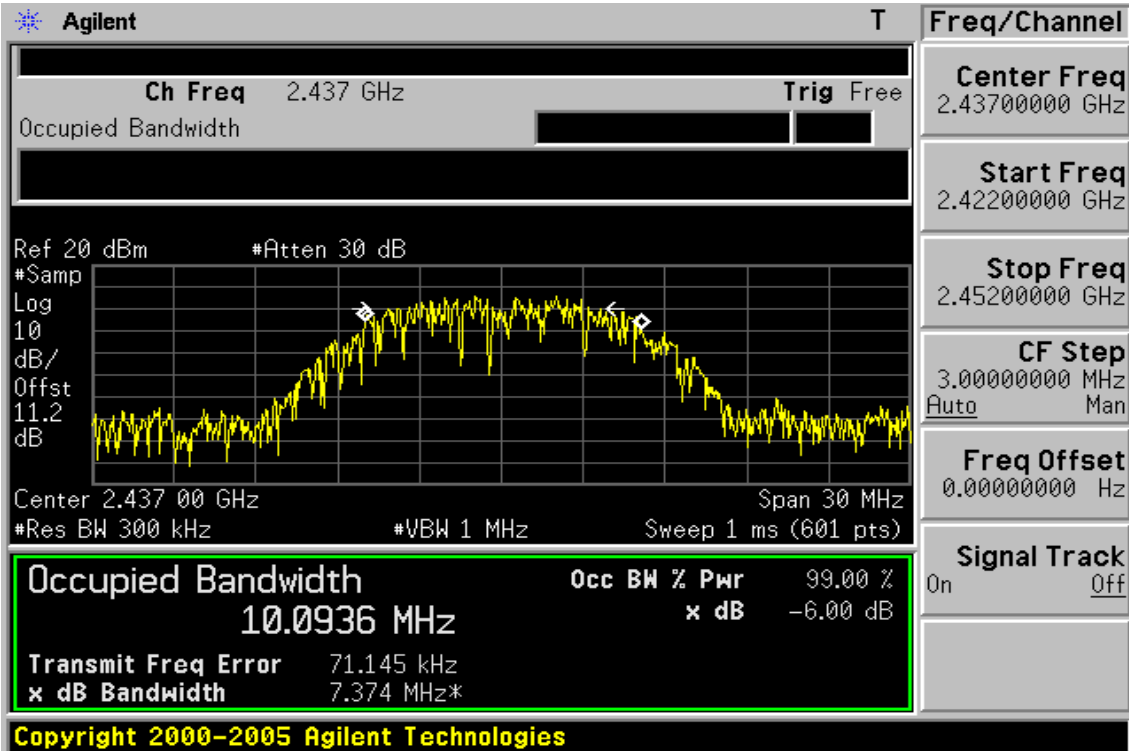 Agilent T
Freq/Channel
Ch Freq 2.437 GHz Trig Free
Occupied Bandwidth
Center Freq
2.43700000 GHz
Start Freq
2.42200000 GHz
Stop Freq
2.45200000 GHz
CF Step
3.00000000 MHz
Auto Man
Freq Offset
0.00000000 Hz
Signal Track
On Off
Ref 20 dBm #Atten 30 dB
#Samp
Log
10
dB/
Offst
11.2
dB
Center 2.437 00 GHz Span 30 MHz
#Res BW 300 kHz #VBW 1 MHz Sweep 1 ms (601 pts)
Occupied Bandwidth
10.0936 MHz
Occ BW % Pwr 99.00 %
x dB -6.00 dB
Transmit Freq Error 71.145 kHz
x dB Bandwidth 7.374 MHz*
Copyright 2000-2005 Agilent Technologies